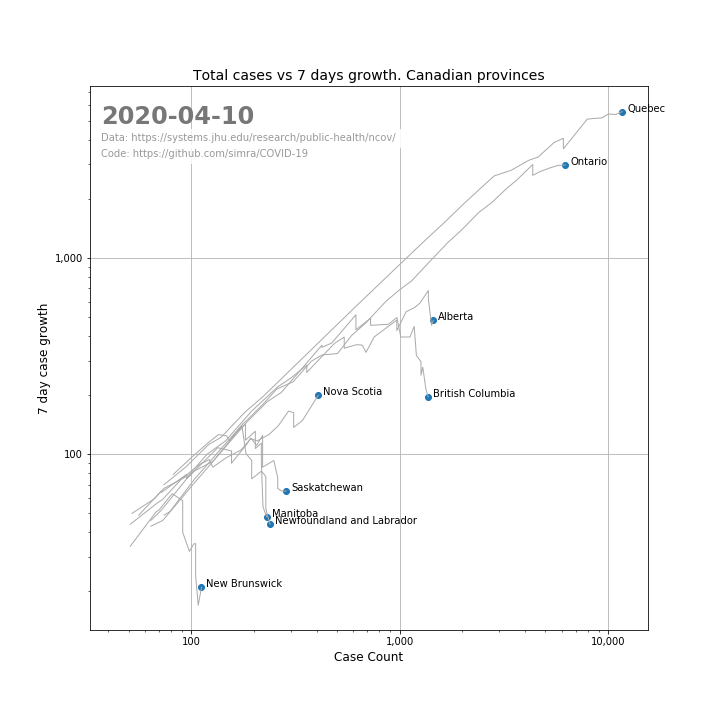 Total cases vs 7 days growth. Canadian provinces
2020-04-10
Data: https://systems.jhu.edu/research/public-health/ncov/
Code: https://github.com/simra/COVID-19
Quebec
Ontario
1,000
Alberta
British Columbia
Nova Scotia
7 day case growth
100
Saskatchewan
Manitoba
Newfoundland and Labrador
New Brunswick
100
1,000
10,000
Case Count